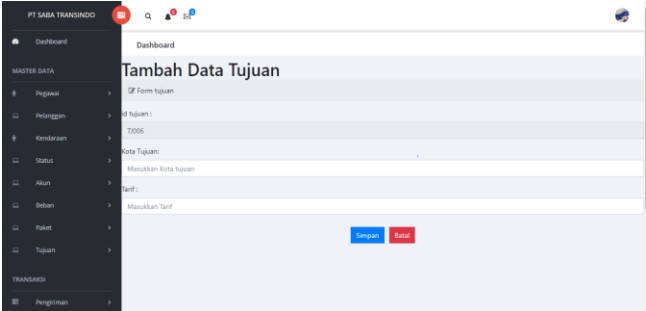 PT SABA TRANSINDO
Dashboard
MASTER DATA
Pegawai
Pelanggan
Kendaraan
Status
Akun
Beban
Paket
Tujuan
TRANSAKSI
Pengiriman
Dashboard
Tambah Data Tujuan
Form tujuan
Id tujuan :
TJ006
Kota Tujuan:
Masukkan Kota tujuan
Tarif :
Masukkan Tarif
Simpan Batal